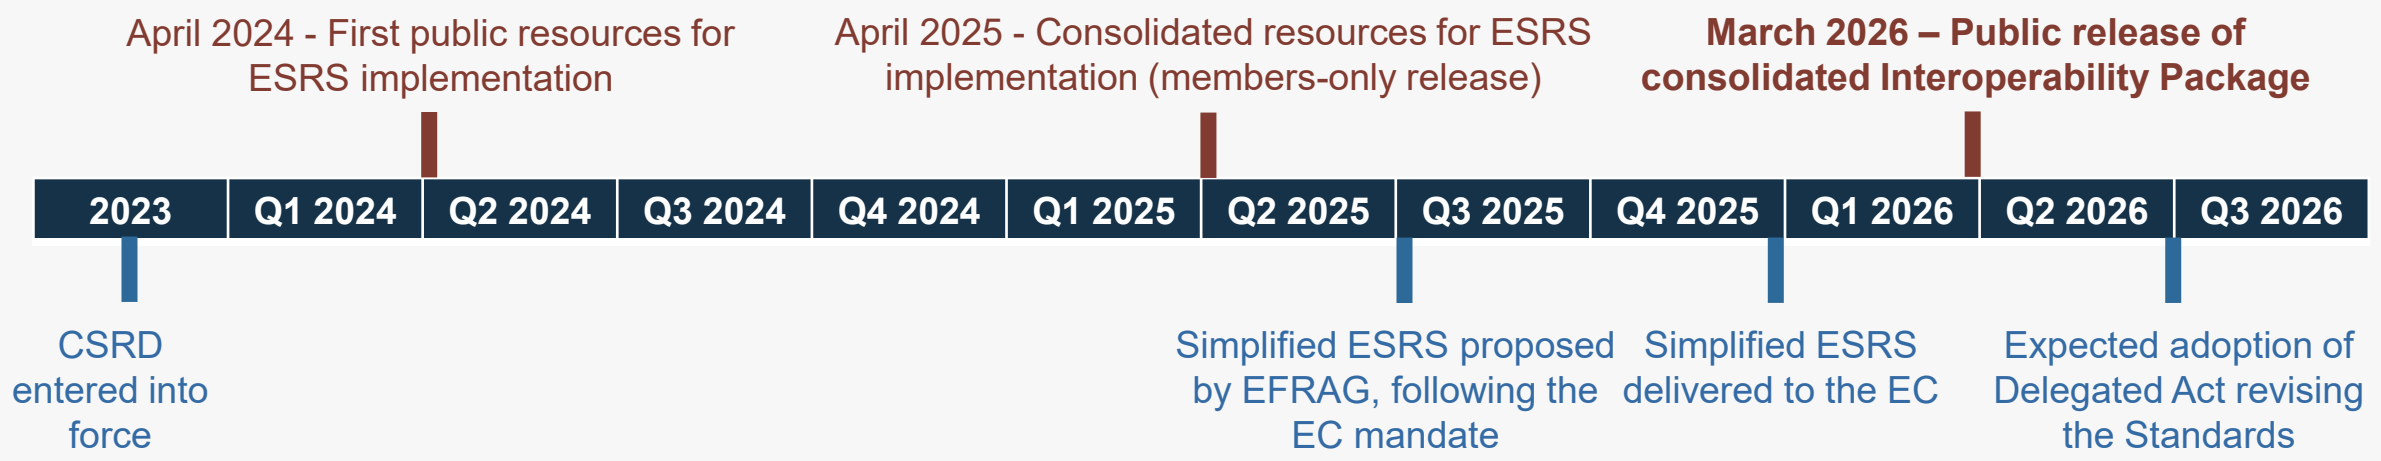 April 2024 - First public resources for
ESRS implementation
April 2025 - Consolidated resources for ESRS
implementation (members-only release)
March 2026 – Public release of
consolidated Interoperability Package
2023
Q1 2024
Q2 2024
Q3 2024
Q4 2024
Q1 2025
Q2 2025
Q3 2025
Q4 2025
Q1 2026
Q2 2026
Q3 2026
CSRD
entered into
force
Simplified ESRS proposed
by EFRAG, following the
EC mandate
Simplified ESRS
delivered to the EC
Expected adoption of
Delegated Act revising
the Standards